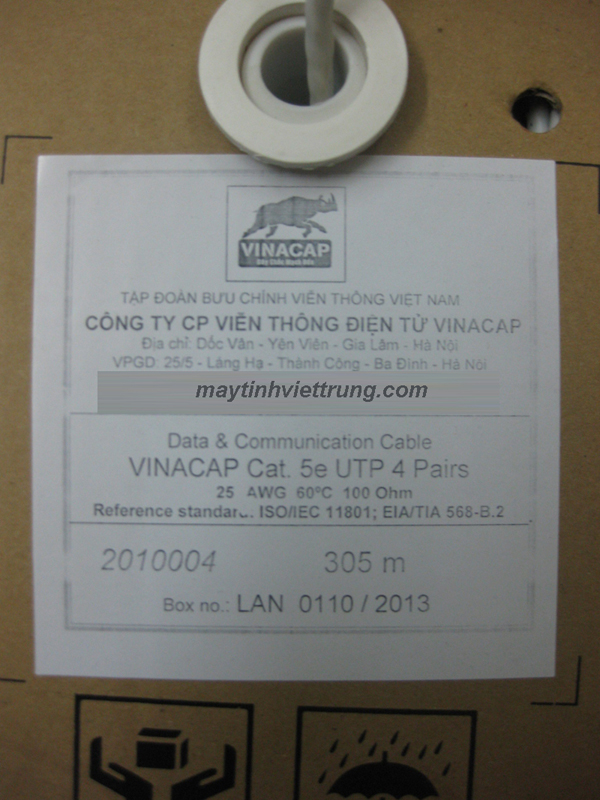 VINACAP
TẬP ĐOÀN BƯU CHÍNH VIỄN THÔNG VIỆT NAM
CÔNG TY CP VIỄN THÔNG ĐIỆN TỬ VINACAP
Địa chỉ: Dốc Vân - Yên Viên - Gia Lâm - Hà Nội
VPGD: 25/5 - Láng Hạ - Thành Công - Ba Đình - Hà Nội
maytinhviettrung.com
Data & Communication Cable
VINACAP Cat. 5e UTP 4 Pairs
25 AWG 60ºC 100 Ohm
Reference standar... ISO/IEC 11801; EIA/TIA 568-B.2
2010004 305 m
Box no.: LAN 0110 / 2013